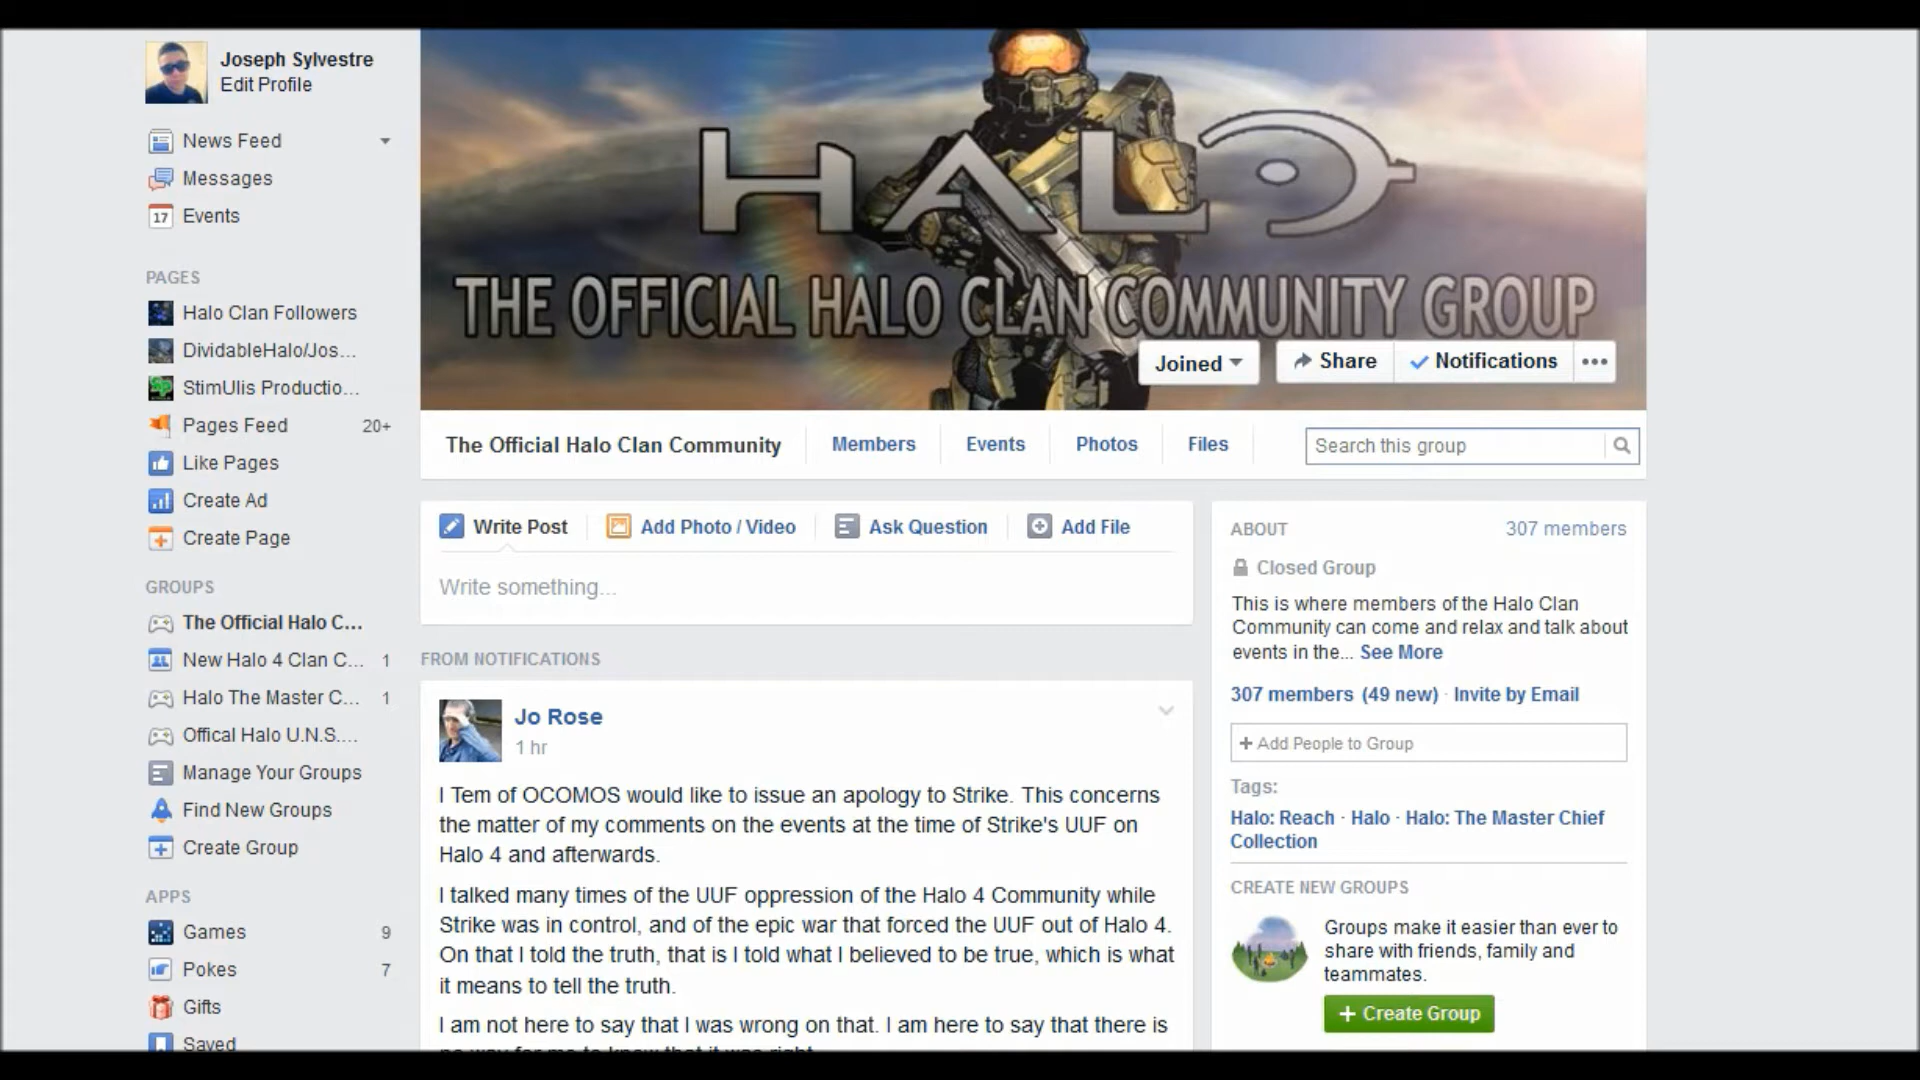 Joseph Sylvestre
Edit Profile
News Feed
Messages
17 Events
PAGES
Halo Clan Followers
DividableHalo/Jos...
StimUlis Productio...
Pages Feed 20+
Like Pages
Create Ad
Create Page
GROUPS
The Official Halo C...
New Halo 4 Clan C... 1
Halo The Master C... 1
Offical Halo U.N.S....
Manage Your Groups
Find New Groups
Create Group
APPS
Games 9
Pokes 7
Gifts
Saved
HALO
THE OFFICIAL HALO CLAN COMMUNITY GROUP
Joined Share Notifications
The Official Halo Clan Community Members Events Photos Files Search this group
Write Post Add Photo / Video Ask Question Add File
Write something...
FROM NOTIFICATIONS
Jo Rose
1 hr
I Tem of OCOMOS would like to issue an apology to Strike. This concerns
the matter of my comments on the events at the time of Strike's UUF on
Halo 4 and afterwards.
I talked many times of the UUF oppression of the Halo 4 Community while
Strike was in control, and of the epic war that forced the UUF out of Halo 4.
On that I told the truth, that is I told what I believed to be true, which is what
it means to tell the truth.
I am not here to say that I was wrong on that. I am here to say that there is
no way for me to know that it was right
ABOUT 307 members
Closed Group
This is where members of the Halo Clan
Community can come and relax and talk about
events in the... See More
307 members (49 new) · Invite by Email
+ Add People to Group
Tags:
Halo: Reach · Halo · Halo: The Master Chief
Collection
CREATE NEW GROUPS
Groups make it easier than ever to
share with friends, family and
teammates.
+ Create Group